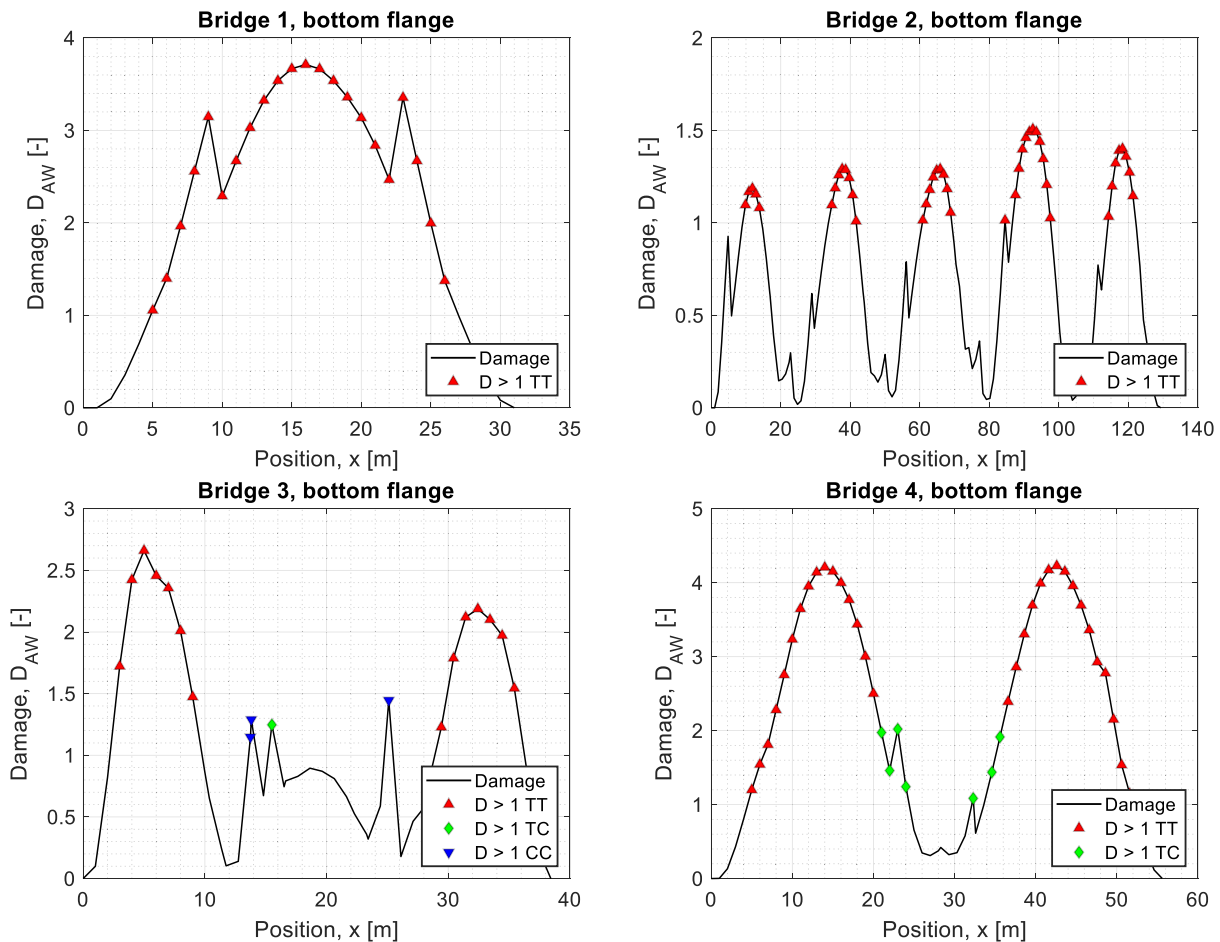 Bridge 1, bottom flange
4
3
2
1
0
Damage, D_AW [-]
0 5 10 15 20 25 30 35
Position, x [m]
Damage
D > 1 TT
Bridge 2, bottom flange
2
1.5
1
0.5
0
Damage, D_AW [-]
0 20 40 60 80 100 120 140
Position, x [m]
Damage
D > 1 TT
Bridge 3, bottom flange
3
2.5
2
1.5
1
0.5
0
Damage, D_AW [-]
0 10 20 30 40
Position, x [m]
Damage
D > 1 TT
D > 1 TC
D > 1 CC
Bridge 4, bottom flange
5
4
3
2
1
0
Damage, D_AW [-]
0 10 20 30 40 50 60
Position, x [m]
Damage
D > 1 TT
D > 1 TC